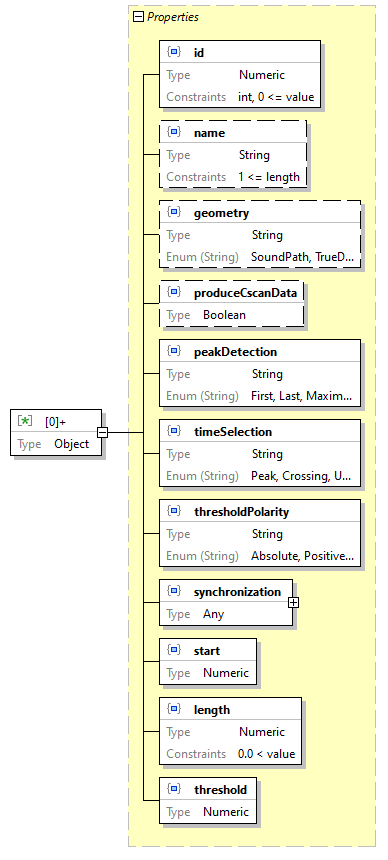 Properties
id
Type Numeric
Constraints int, 0 <= value
name
Type String
Constraints 1 <= length
geometry
Type String
Enum (String) SoundPath, TrueD...
produceCscanData
Type Boolean
peakDetection
Type String
Enum (String) First, Last, Maxim...
[0]+
Type Object
timeSelection
Type String
Enum (String) Peak, Crossing, U...
thresholdPolarity
Type String
Enum (String) Absolute, Positive...
synchronization
Type Any
start
Type Numeric
length
Type Numeric
Constraints 0.0 < value
threshold
Type Numeric